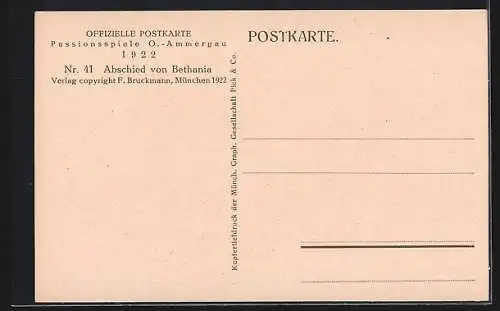 OFFIZIELLE POSTKARTE
Passionsspiele O.-Ammergau
1922
Nr. 41 Abschied von Bethania
Verlag copyright F. Bruckmann, München 1922
Kupfertiefdruck der Münch. Graph. Gesellschaft Pick & Co.
POSTKARTE.